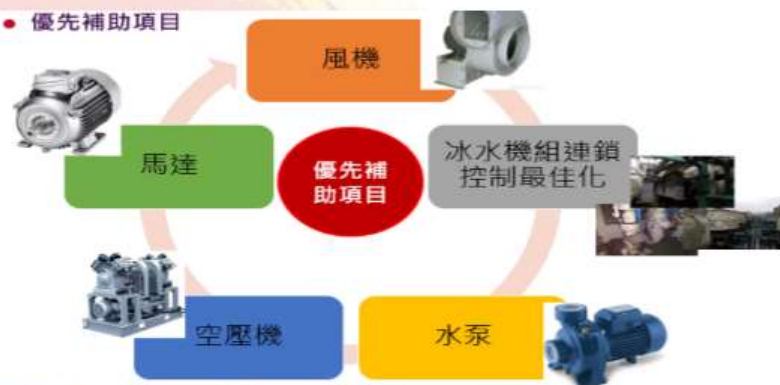 • 優先補助項目
風機
馬達
優先補
助項目
冰水機組連鎖
控制最佳化
空壓機
水泵